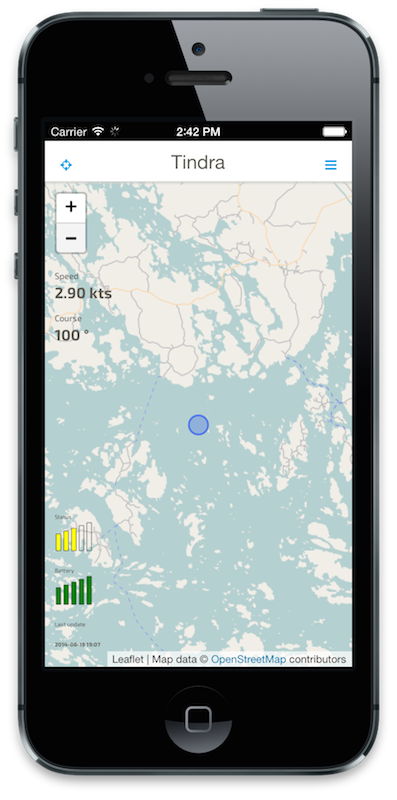 Carrier 2:42 PM
Tindra
+
−
Speed
2.90 kts
Course
100 °
Status
Battery
Last update
2014-06-19 19:07
Leaflet | Map data © OpenStreetMap contributors